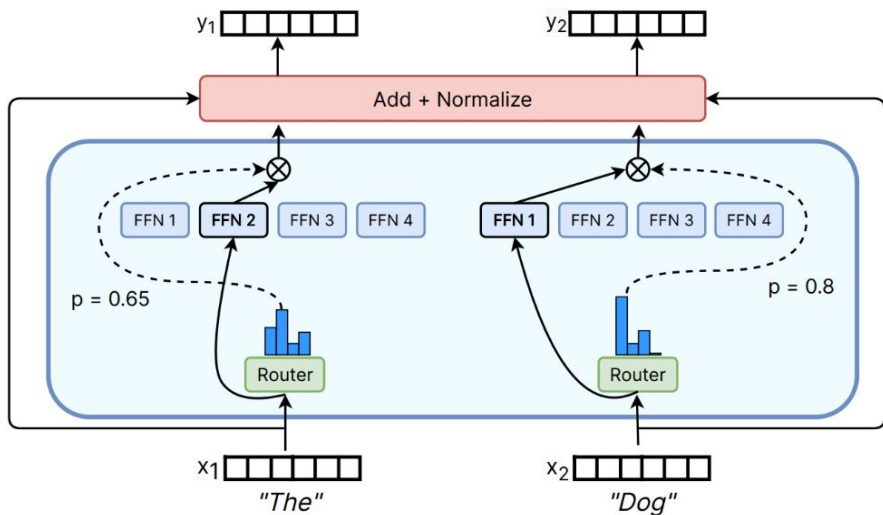 y1 y2
Add + Normalize
FFN 1 FFN 2 FFN 3 FFN 4 FFN 1 FFN 2 FFN 3 FFN 4
p = 0.65 p = 0.8
Router Router
x1 x2
"The" "Dog"